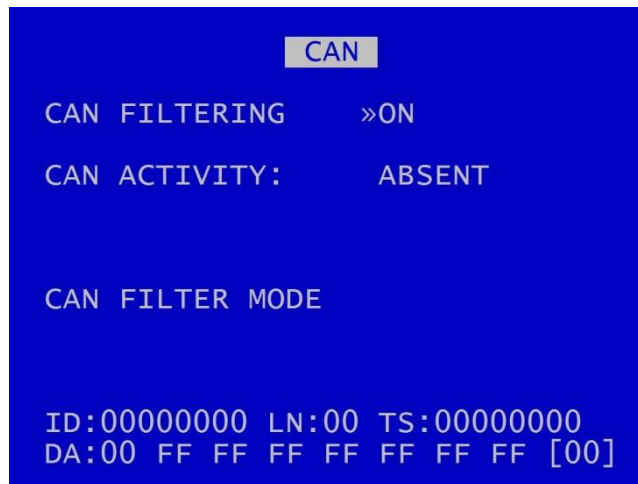 CAN
CAN FILTERING »ON
CAN ACTIVITY: ABSENT
CAN FILTER MODE
ID:00000000 LN:00 TS:00000000
DA:00 FF FF FF FF FF FF FF [00]